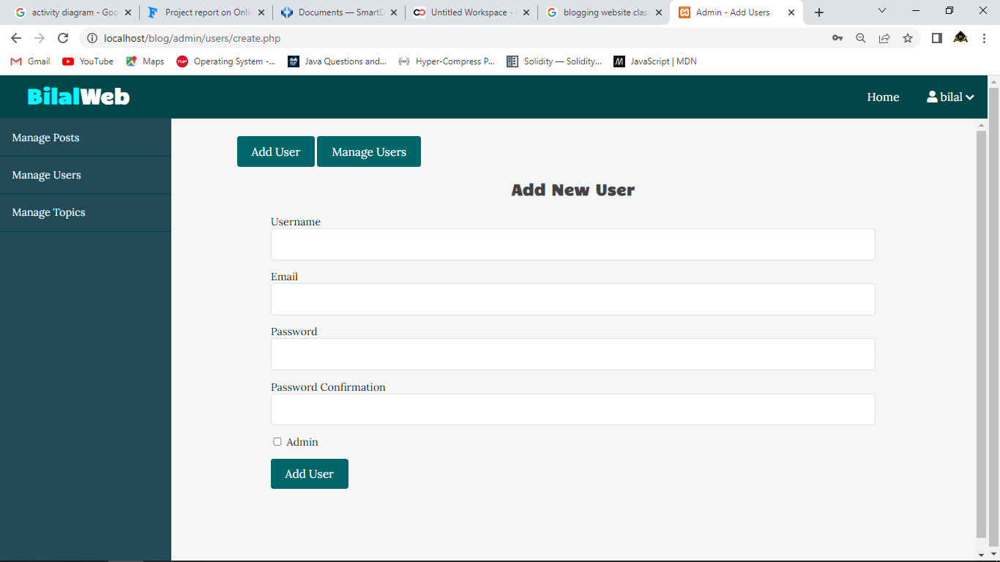 activity diagram - Goo
Project report on Onli
Documents — SmartD
Untitled Workspace -
blogging website clas
Admin - Add Users
localhost/blog/admin/users/create.php
Gmail
YouTube
Maps
Operating System -...
Java Questions and...
Hyper-Compress P...
Solidity — Solidity...
JavaScript | MDN
BilalWeb
Home
bilal
Manage Posts
Manage Users
Manage Topics
Add User
Manage Users
Add New User
Username
Email
Password
Password Confirmation
Admin
Add User